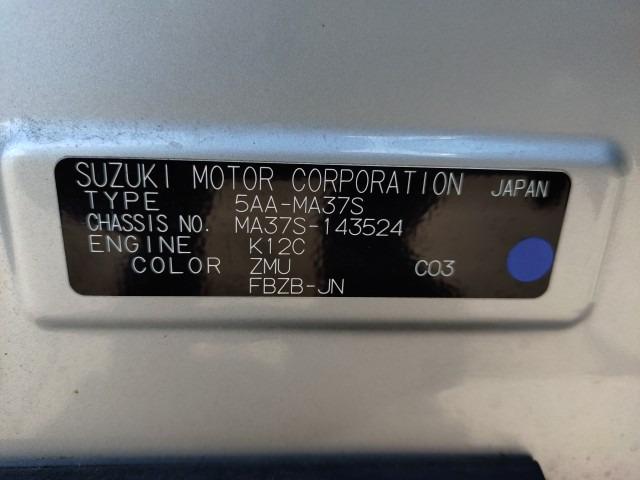 SUZUKI MOTOR CORPORATION JAPAN
TYPE 5AA-MA37S
CHASSIS NO. MA37S-143524
ENGINE K12C
COLOR ZMU C03
FBZB-JN